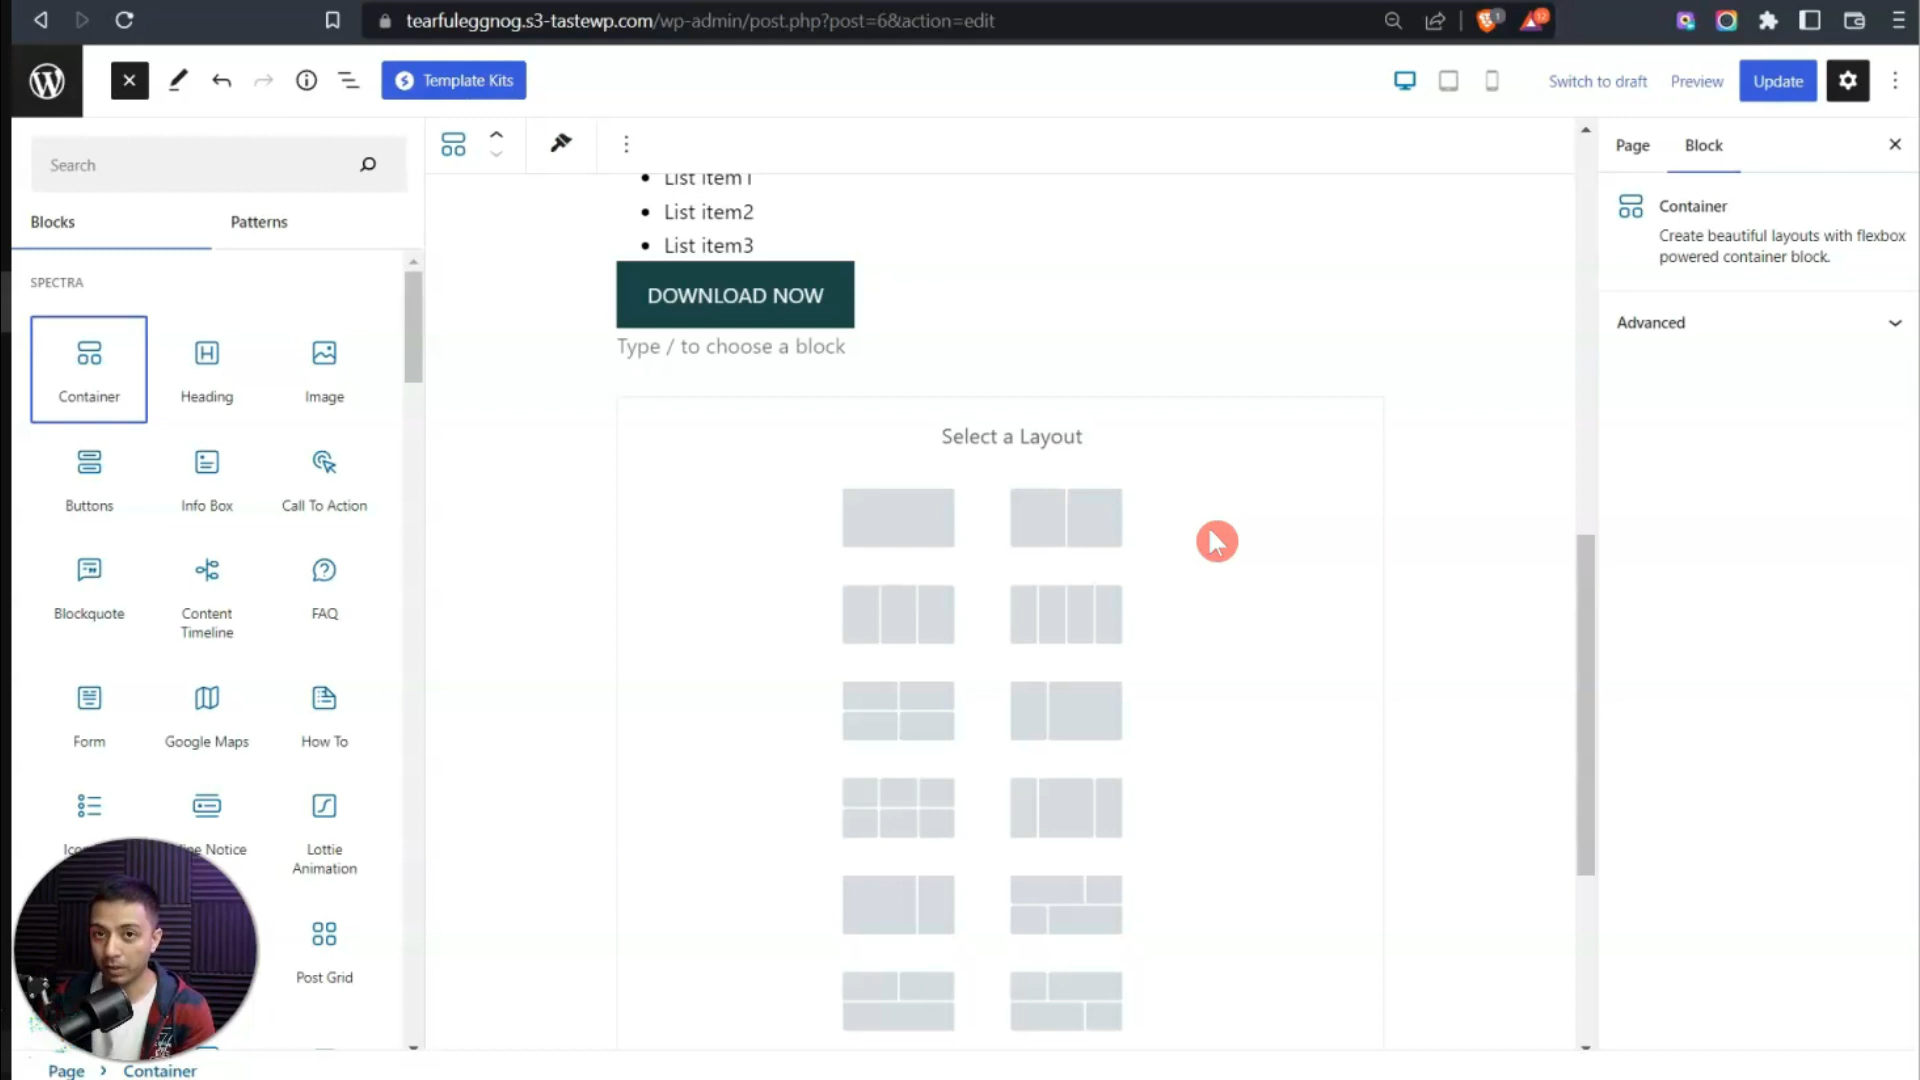 tearfuleggnog.s3-tastewp.com/wp-admin/post.php?post=6&action=edit
1
12
Template Kits
Switch to draft
Preview
Update
Search
Blocks
Patterns
SPECTRA
Container
Heading
Image
Buttons
Info Box
Call To Action
Blockquote
Content
Timeline
FAQ
Form
Google Maps
How To
Notice
Lottie
Animation
Post Grid
List item1
List item2
List item3
DOWNLOAD NOW
Type / to choose a block
Select a Layout
Page
Block
Container
Create beautiful layouts with flexbox
powered container block.
Advanced
Page > Container